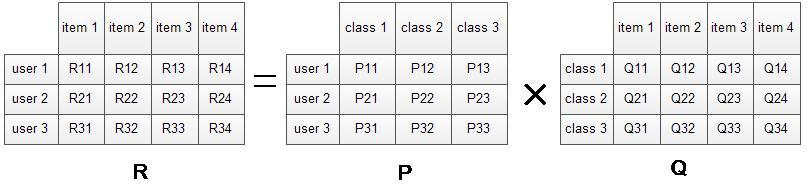 item 1 item 2 item 3 item 4
user 1 R11 R12 R13 R14
user 2 R21 R22 R23 R24
user 3 R31 R32 R33 R34
R
=
class 1 class 2 class 3
user 1 P11 P12 P13
user 2 P21 P22 P23
user 3 P31 P32 P33
P
×
item 1 item 2 item 3 item 4
class 1 Q11 Q12 Q13 Q14
class 2 Q21 Q22 Q23 Q24
class 3 Q31 Q32 Q33 Q34
Q